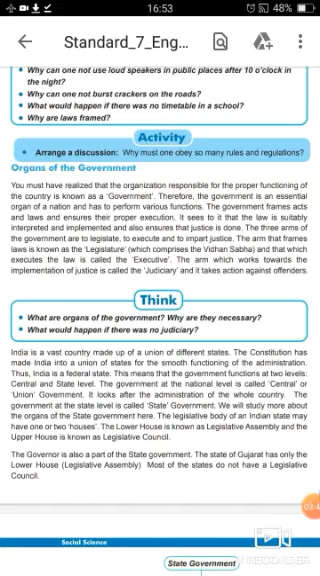 16:53
48%
Standard_7_Eng...
• Why can one not use loud speakers in public places after 10 o'clock in
the night?
• Why can one not burst crackers on the roads?
• What would happen if there was no timetable in a school?
• Why are laws framed?
Activity
• Arrange a discussion: Why must one obey so many rules and regulations?
Organs of the Government
You must have realized that the organization responsible for the proper functioning of
the country is known as a 'Government'. Therefore, the government is an essential
organ of a nation and has to perform various functions. The government frames acts
and laws and ensures their proper execution. It sees to it that the law is suitably
interpreted and implemented and also ensures that justice is done. The three arms of
the government are to legislate, to execute and to impart justice. The arm that frames
laws is known as the 'Legislature' (which comprises the Vidhan Sabha) and that which
executes the law is called the 'Executive'. The arm which works towards the
implementation of justice is called the 'Judiciary' and it takes action against offenders.
Think
• What are organs of the government? Why are they necessary?
• What would happen if there was no judiciary?
India is a vast country made up of a union of different states. The Constitution has
made India into a union of states for the smooth functioning of the administration.
Thus, India is a federal state. This means that the government functions at two levels:
Central and State level. The government at the national level is called 'Central' or
'Union' Government. It looks after the administration of the whole country. The
government at the state level is called 'State' Government. We will study more about
the organs of the State government here. The legislative body of an Indian state may
have one or two 'houses'. The Lower House is known as Legislative Assembly and the
Upper House is known as Legislative Council.
The Governor is also a part of the State government. The state of Gujarat has only the
Lower House (Legislative Assembly) Most of the states do not have a Legislative
Council.
03:4
Social Science
State Government